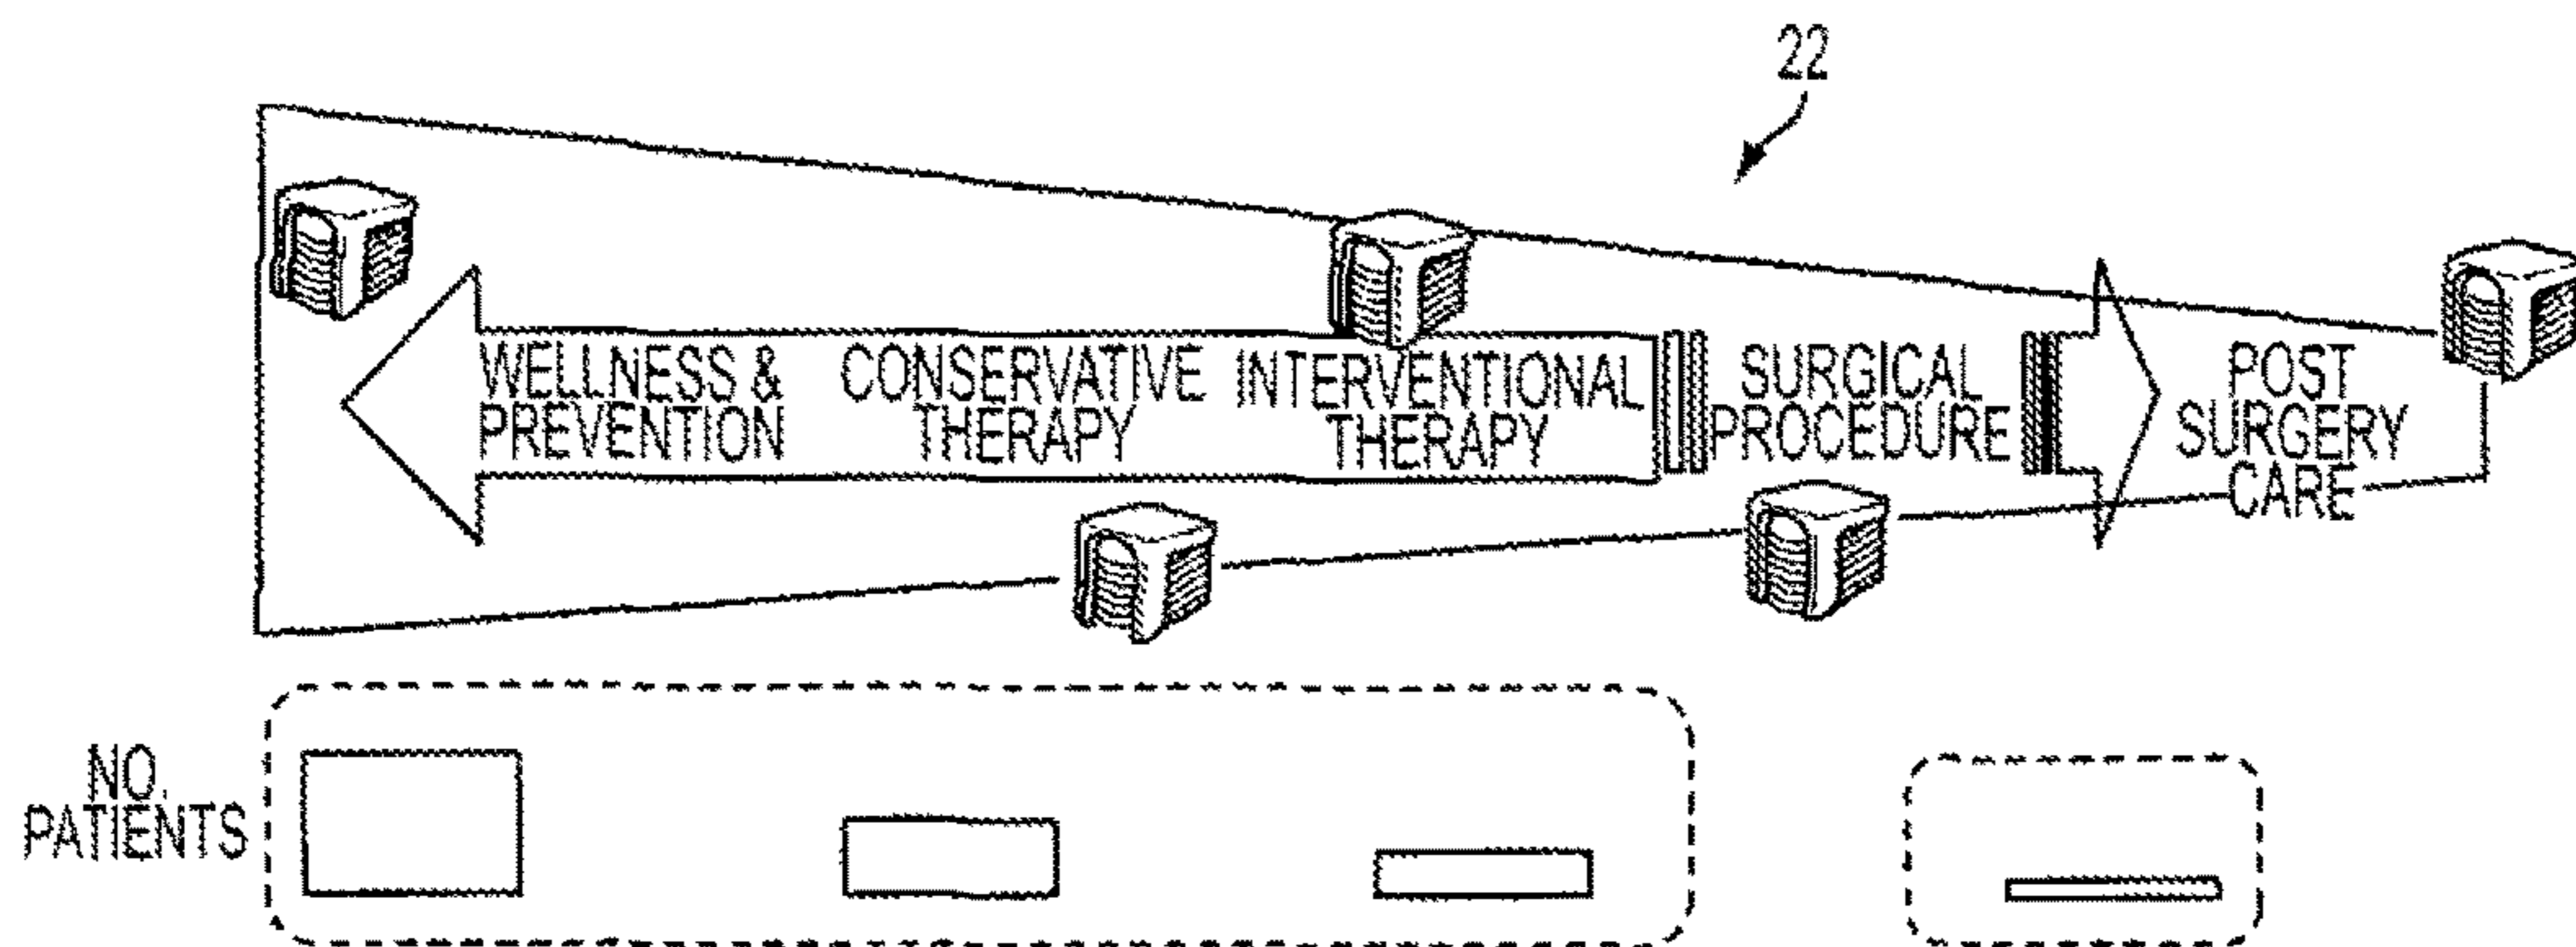 22
WELLNESS &
PREVENTION
CONSERVATIVE
THERAPY
INTERVENTIONAL
THERAPY
SURGICAL
PROCEDURE
POST
SURGERY
CARE
NO.
PATIENTS